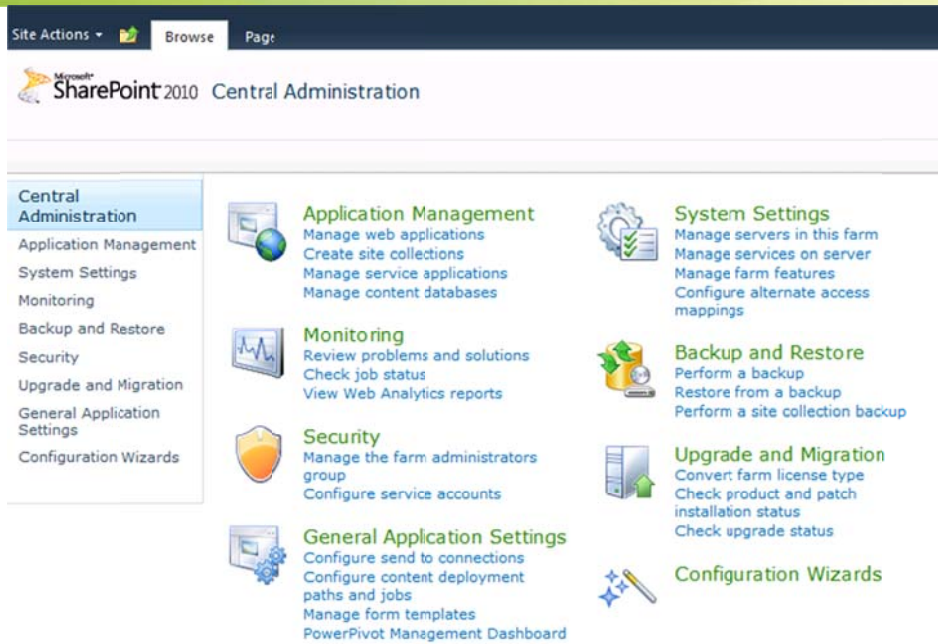 Site Actions Browse Page
Microsoft SharePoint 2010 Central Administration
Central
Administration
Application Management
System Settings
Monitoring
Backup and Restore
Security
Upgrade and Migration
General Application
Settings
Configuration Wizards
Application Management
Manage web applications
Create site collections
Manage service applications
Manage content databases
Monitoring
Review problems and solutions
Check job status
View Web Analytics reports
Security
Manage the farm administrators
group
Configure service accounts
General Application Settings
Configure send to connections
Configure content deployment
paths and jobs
Manage form templates
PowerPivot Management Dashboard
System Settings
Manage servers in this farm
Manage services on server
Manage farm features
Configure alternate access
mappings
Backup and Restore
Perform a backup
Restore from a backup
Perform a site collection backup
Upgrade and Migration
Convert farm license type
Check product and patch
installation status
Check upgrade status
Configuration Wizards